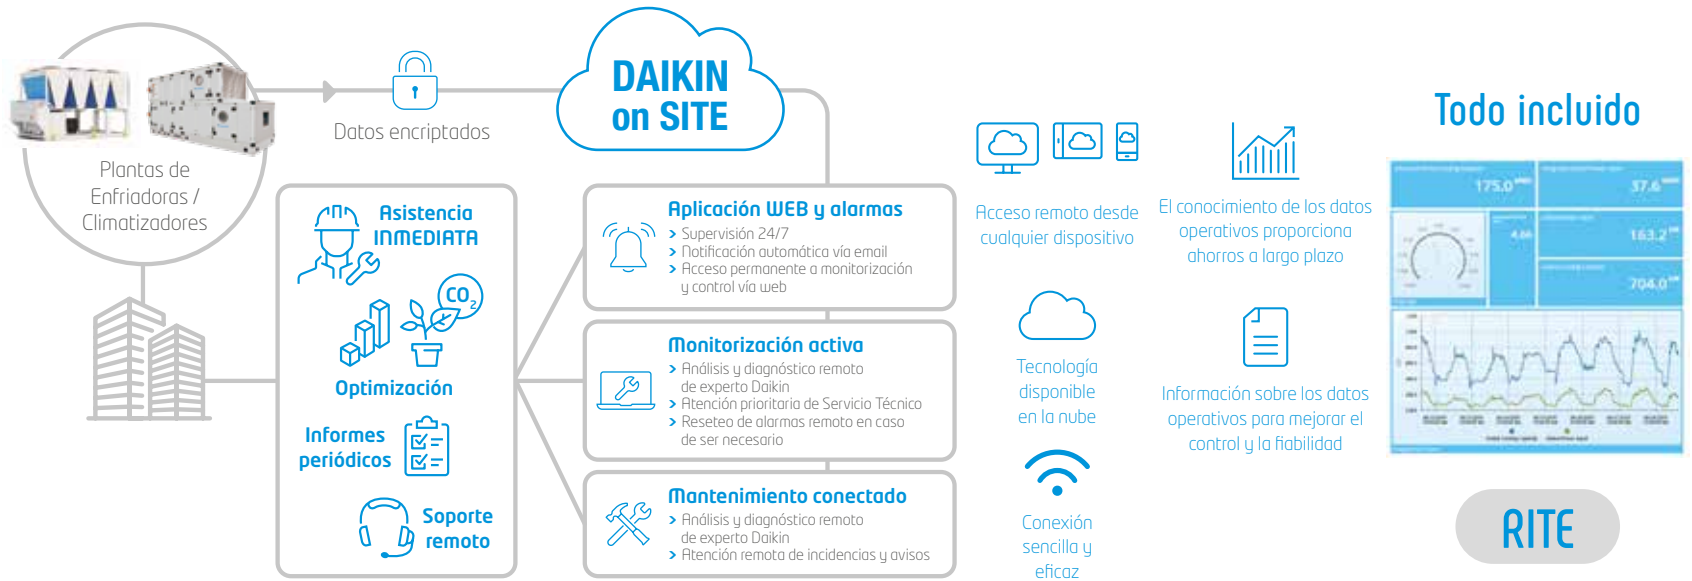 Plantas de
Enfriadoras /
Climatizadores
Datos encriptados
DAIKIN
on SITE
Asistencia
INMEDIATA
CO2
Optimización
Informes
periódicos
Soporte
remoto
Aplicación WEB y alarmas
> Supervisión 24/7
> Notificación automática vía email
> Acceso permanente a monitorización
y control vía web
Monitorización activa
> Análisis y diagnóstico remoto
de experto Daikin
> Atención prioritaria de Servicio Técnico
> Reseteo de alarmas remoto en caso
de ser necesario
Mantenimiento conectado
> Análisis y diagnóstico remoto
de experto Daikin
> Atención remota de incidencias y avisos
Acceso remoto desde
cualquier dispositivo
Tecnología
disponible
en la nube
Conexión
sencilla y
eficaz
El conocimiento de los datos
operativos proporciona
ahorros a largo plazo
Información sobre los datos
operativos para mejorar el
control y la fiabilidad
Todo incluido
175.0
37.6
4.66
163.2
704.0
RITE